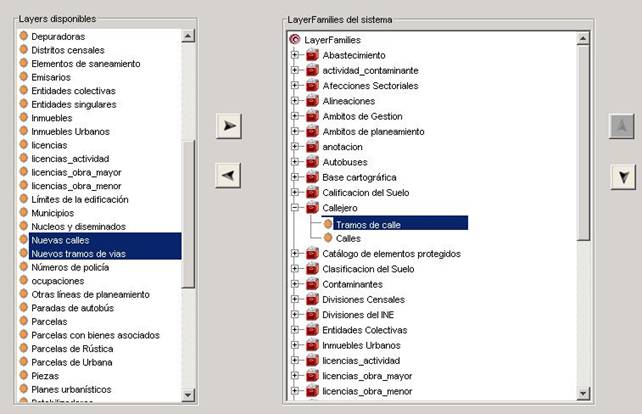 Layers disponibles
Depuradoras
Distritos censales
Elementos de saneamiento
Emisarios
Entidades colectivas
Entidades singulares
Inmuebles
Inmuebles Urbanos
licencias
licencias_actividad
licencias_obra_mayor
licencias_obra_menor
Límites de la edificación
Municipios
Nucleos y diseminados
Nuevas calles
Nuevos tramos de vias
Números de policía
ocupaciones
Otras líneas de planeamiento
Paradas de autobús
Parcelas
Parcelas con bienes asociados
Parcelas de Rústica
Parcelas de Urbana
Piezas
Planes urbanísticos
LayerFamilies del sistema
LayerFamilies
Abastecimiento
actividad_contaminante
Afecciones Sectoriales
Alineaciones
Ambitos de Gestion
Ambitos de planeamiento
anotacion
Autobuses
Base cartográfica
Calificacion del Suelo
Callejero
Tramos de calle
Calles
Catálogo de elementos protegidos
Clasificacion del Suelo
Contaminantes
Divisiones Censales
Divisiones del INE
Entidades Colectivas
Inmuebles Urbanos
licencias_actividad
licencias_obra_mayor
licencias_obra_menor